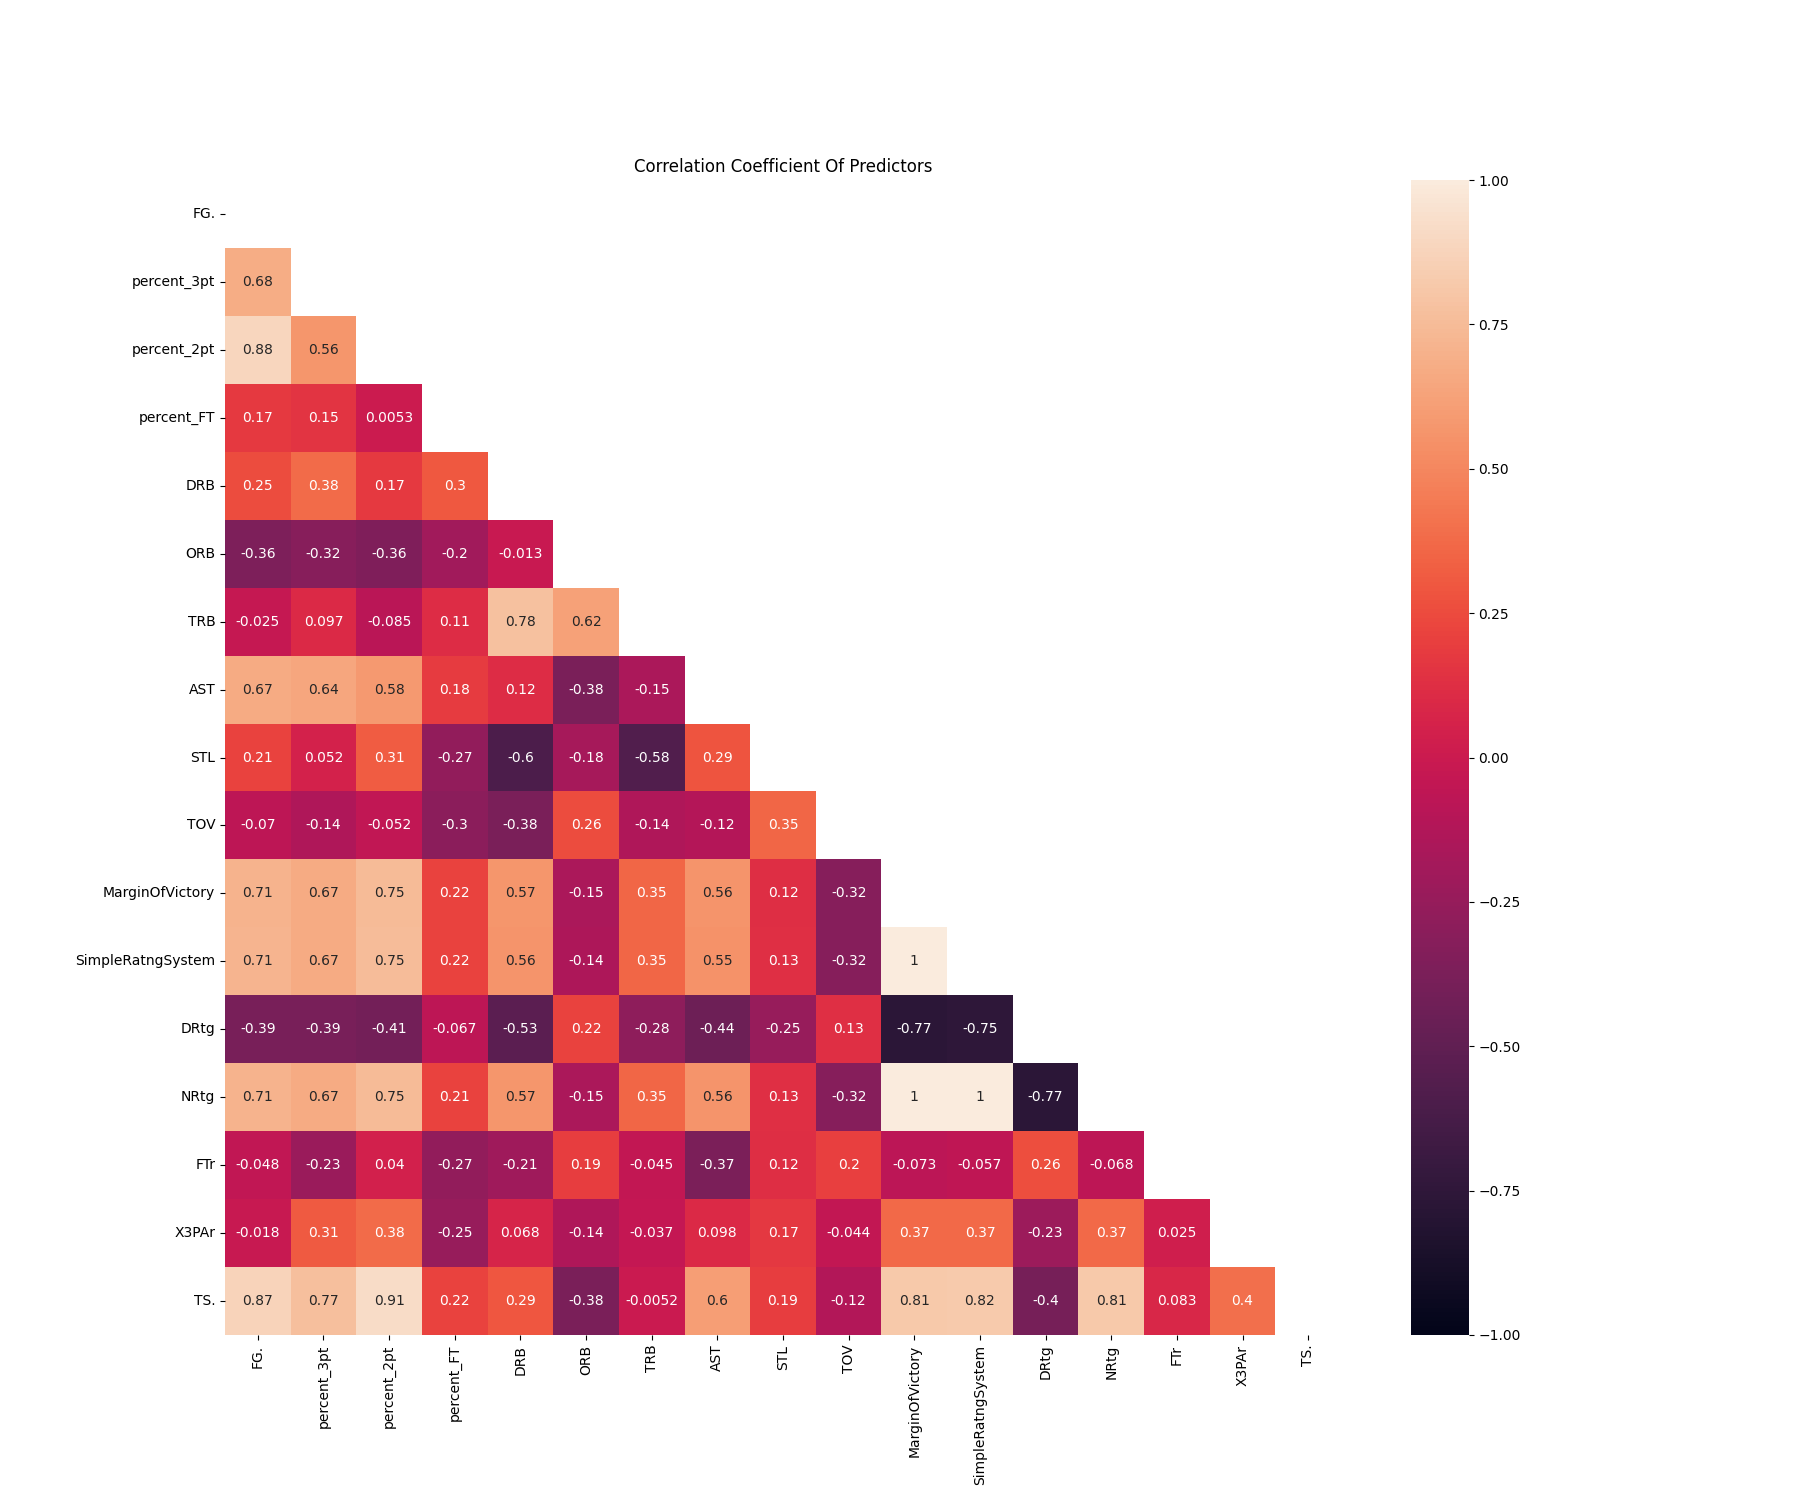 Correlation Coefficient Of Predictors
FG.
percent_3pt 0.68
percent_2pt 0.88 0.56
percent_FT 0.17 0.15 0.0053
DRB 0.25 0.38 0.17 0.3
ORB -0.36 -0.32 -0.36 -0.2 -0.013
TRB -0.025 0.097 -0.085 0.11 0.78 0.62
AST 0.67 0.64 0.58 0.18 0.12 -0.38 -0.15
STL 0.21 0.052 0.31 -0.27 -0.6 -0.18 -0.58 0.29
TOV -0.07 -0.14 -0.052 -0.3 -0.38 0.26 -0.14 -0.12 0.35
MarginOfVictory 0.71 0.67 0.75 0.22 0.57 -0.15 0.35 0.56 0.12 -0.32
SimpleRatngSystem 0.71 0.67 0.75 0.22 0.56 -0.14 0.35 0.55 0.13 -0.32 1
DRtg -0.39 -0.39 -0.41 -0.067 -0.53 0.22 -0.28 -0.44 -0.25 0.13 -0.77 -0.75
NRtg 0.71 0.67 0.75 0.21 0.57 -0.15 0.35 0.56 0.13 -0.32 1 1 -0.77
FTr -0.048 -0.23 0.04 -0.27 -0.21 0.19 -0.045 -0.37 0.12 0.2 -0.073 -0.057 0.26 -0.068
X3PAr -0.018 0.31 0.38 -0.25 0.068 -0.14 -0.037 0.098 0.17 -0.044 0.37 0.37 -0.23 0.37 0.025
TS. 0.87 0.77 0.91 0.22 0.29 -0.38 -0.0052 0.6 0.19 -0.12 0.81 0.82 -0.4 0.81 0.083 0.4
FG. percent_3pt percent_2pt percent_FT DRB ORB TRB AST STL TOV MarginOfVictory SimpleRatngSystem DRtg NRtg FTr X3PAr TS.
1.00
0.75
0.50
0.25
0.00
−0.25
−0.50
−0.75
−1.00